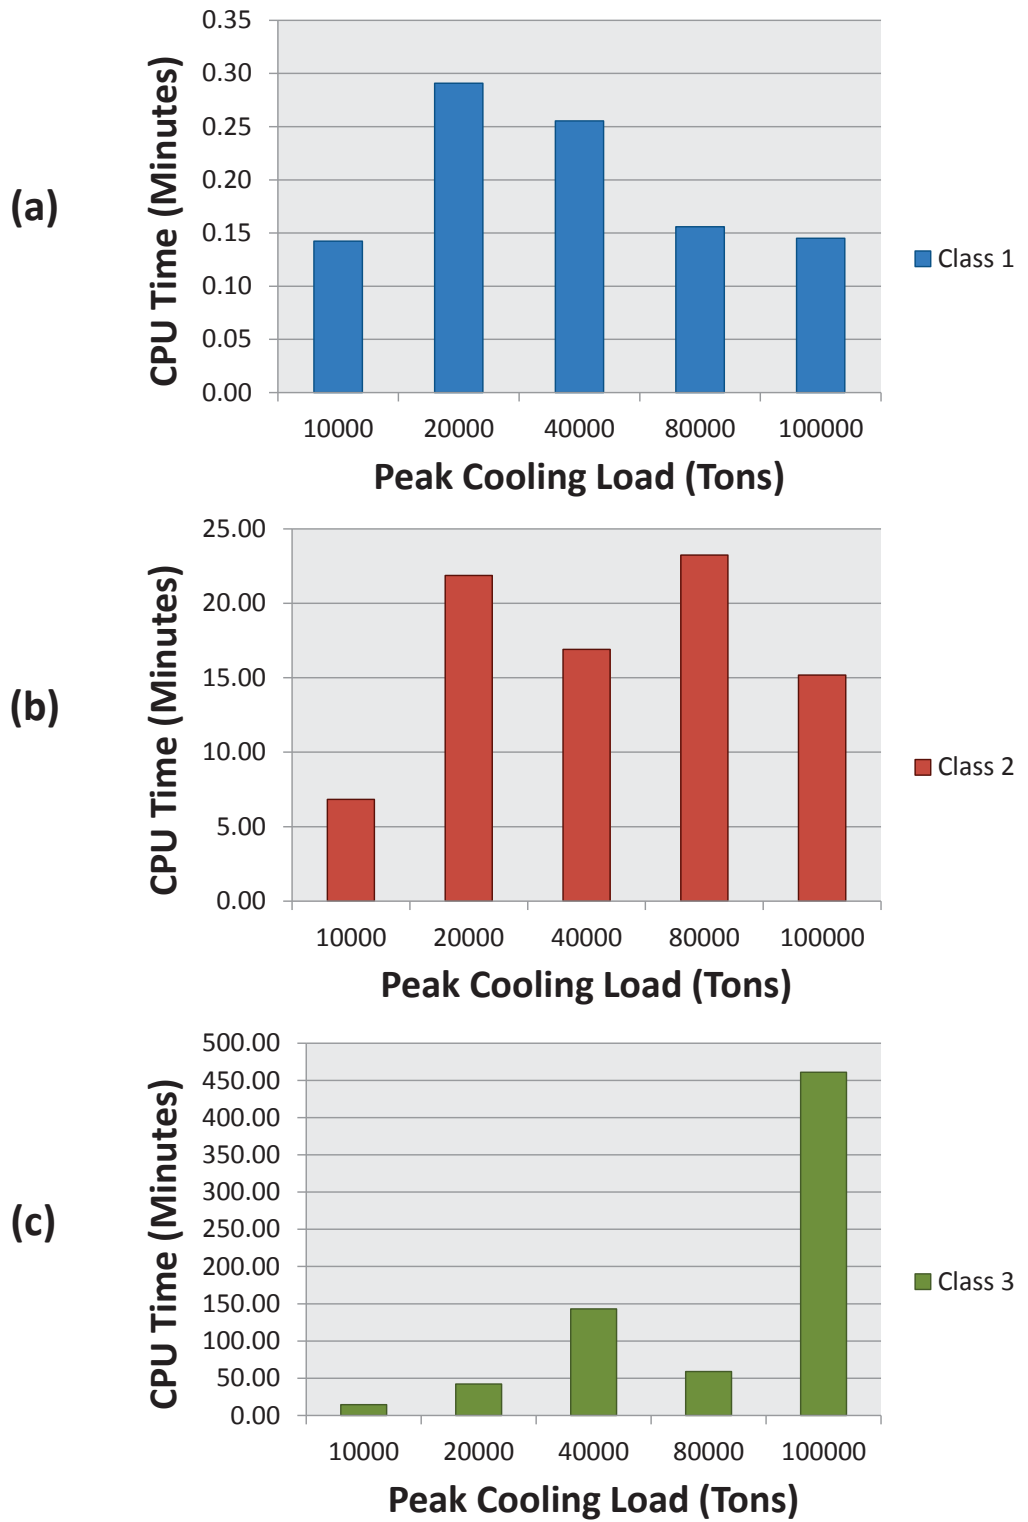 (a)
CPU Time (Minutes)
0.35
0.30
0.25
0.20
0.15
0.10
0.05
0.00
10000 20000 40000 80000 100000
Peak Cooling Load (Tons)
Class 1
(b)
CPU Time (Minutes)
25.00
20.00
15.00
10.00
5.00
0.00
10000 20000 40000 80000 100000
Peak Cooling Load (Tons)
Class 2
(c)
CPU Time (Minutes)
500.00
450.00
400.00
350.00
300.00
250.00
200.00
150.00
100.00
50.00
0.00
10000 20000 40000 80000 100000
Peak Cooling Load (Tons)
Class 3